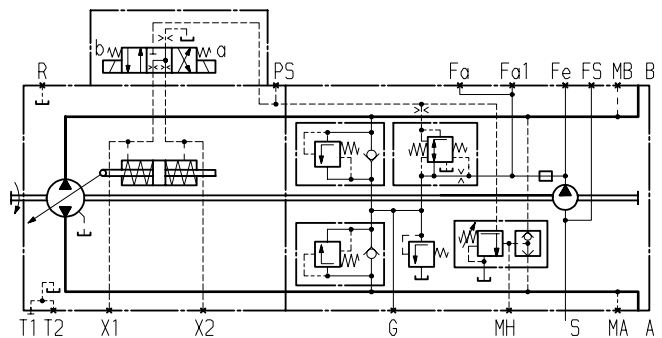 b a
R PS Fa Fa1 Fe FS MB B
T1 T2 X1 X2 G MH S MA A